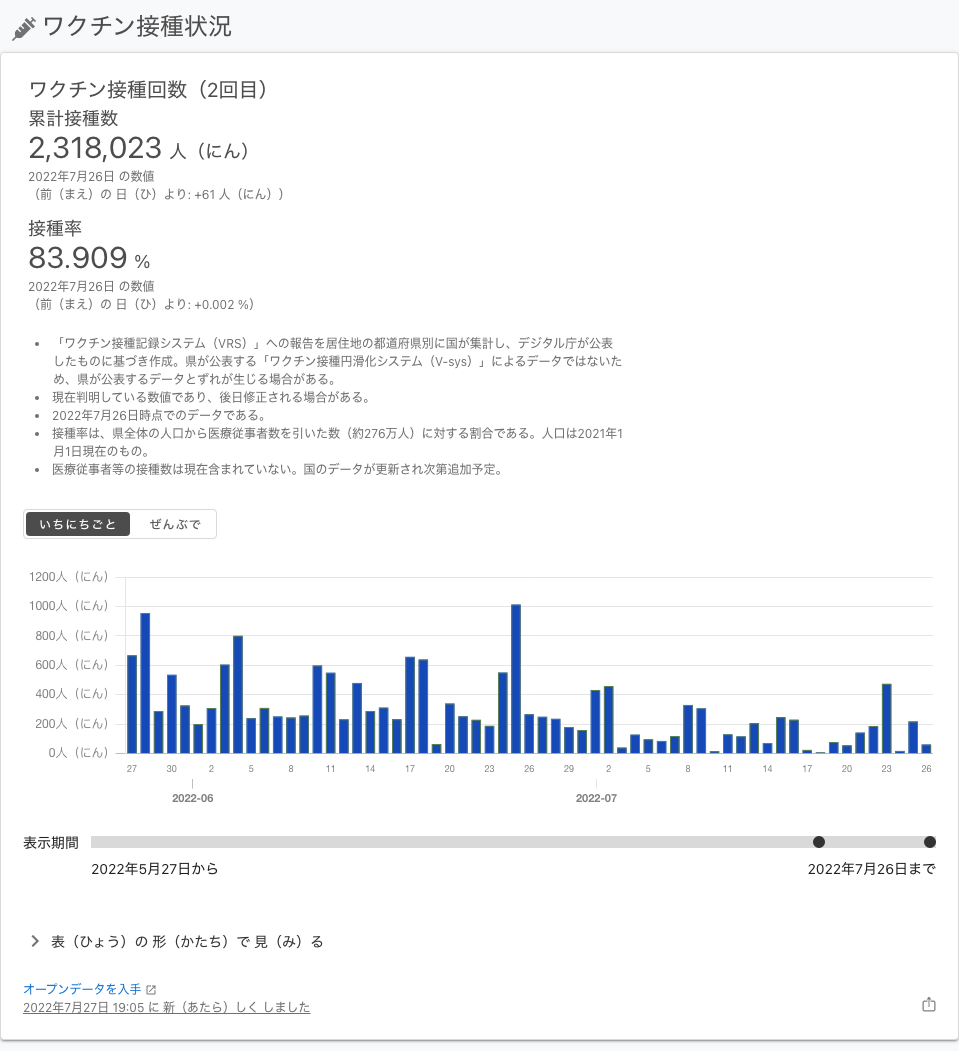 ワクチン接種状況
ワクチン接種回数（2回目）
累計接種数
2,318,023 人（にん）
2022年7月26日 の数値
（前（まえ）の 日（ひ）より: +61 人（にん））
接種率
83.909 %
2022年7月26日 の数値
（前（まえ）の 日（ひ）より: +0.002 %）
• 「ワクチン接種記録システム（VRS）」への報告を居住地の都道府県別に国が集計し、デジタル庁が公表
したものに基づき作成。県が公表する「ワクチン接種円滑化システム（V-sys）」によるデータではないた
め、県が公表するデータとずれが生じる場合がある。
• 現在判明している数値であり、後日修正される場合がある。
• 2022年7月26日時点でのデータである。
• 接種率は、県全体の人口から医療従事者数を引いた数（約276万人）に対する割合である。人口は2021年1
月1日現在のもの。
• 医療従事者等の接種数は現在含まれていない。国のデータが更新され次第追加予定。
いちにちごと ぜんぶで
1200人（にん）
1000人（にん）
800人（にん）
600人（にん）
400人（にん）
200人（にん）
0人（にん）
27 30 2 5 8 11 14 17 20 23 26 29 2 5 8 11 14 17 20 23 26
2022-06 2022-07
表示期間
2022年5月27日から 2022年7月26日まで
表（ひょう）の 形（かたち）で 見（み）る
オープンデータを入手
2022年7月27日 19:05 に 新（あたら）しく しました